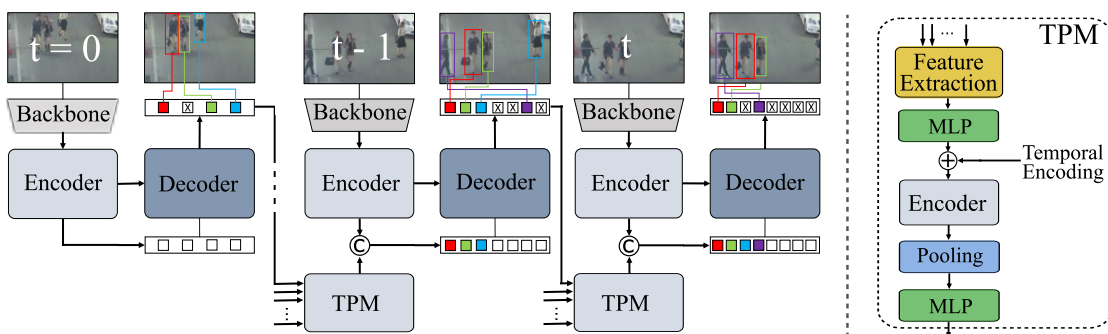 t = 0
Backbone
Encoder
Decoder
X
t - 1
Backbone
Encoder
Decoder
X X X
C
TPM
t
Backbone
Encoder
Decoder
X X X X X
C
TPM
TPM
Feature
Extraction
MLP
Temporal
Encoding
Encoder
Pooling
MLP